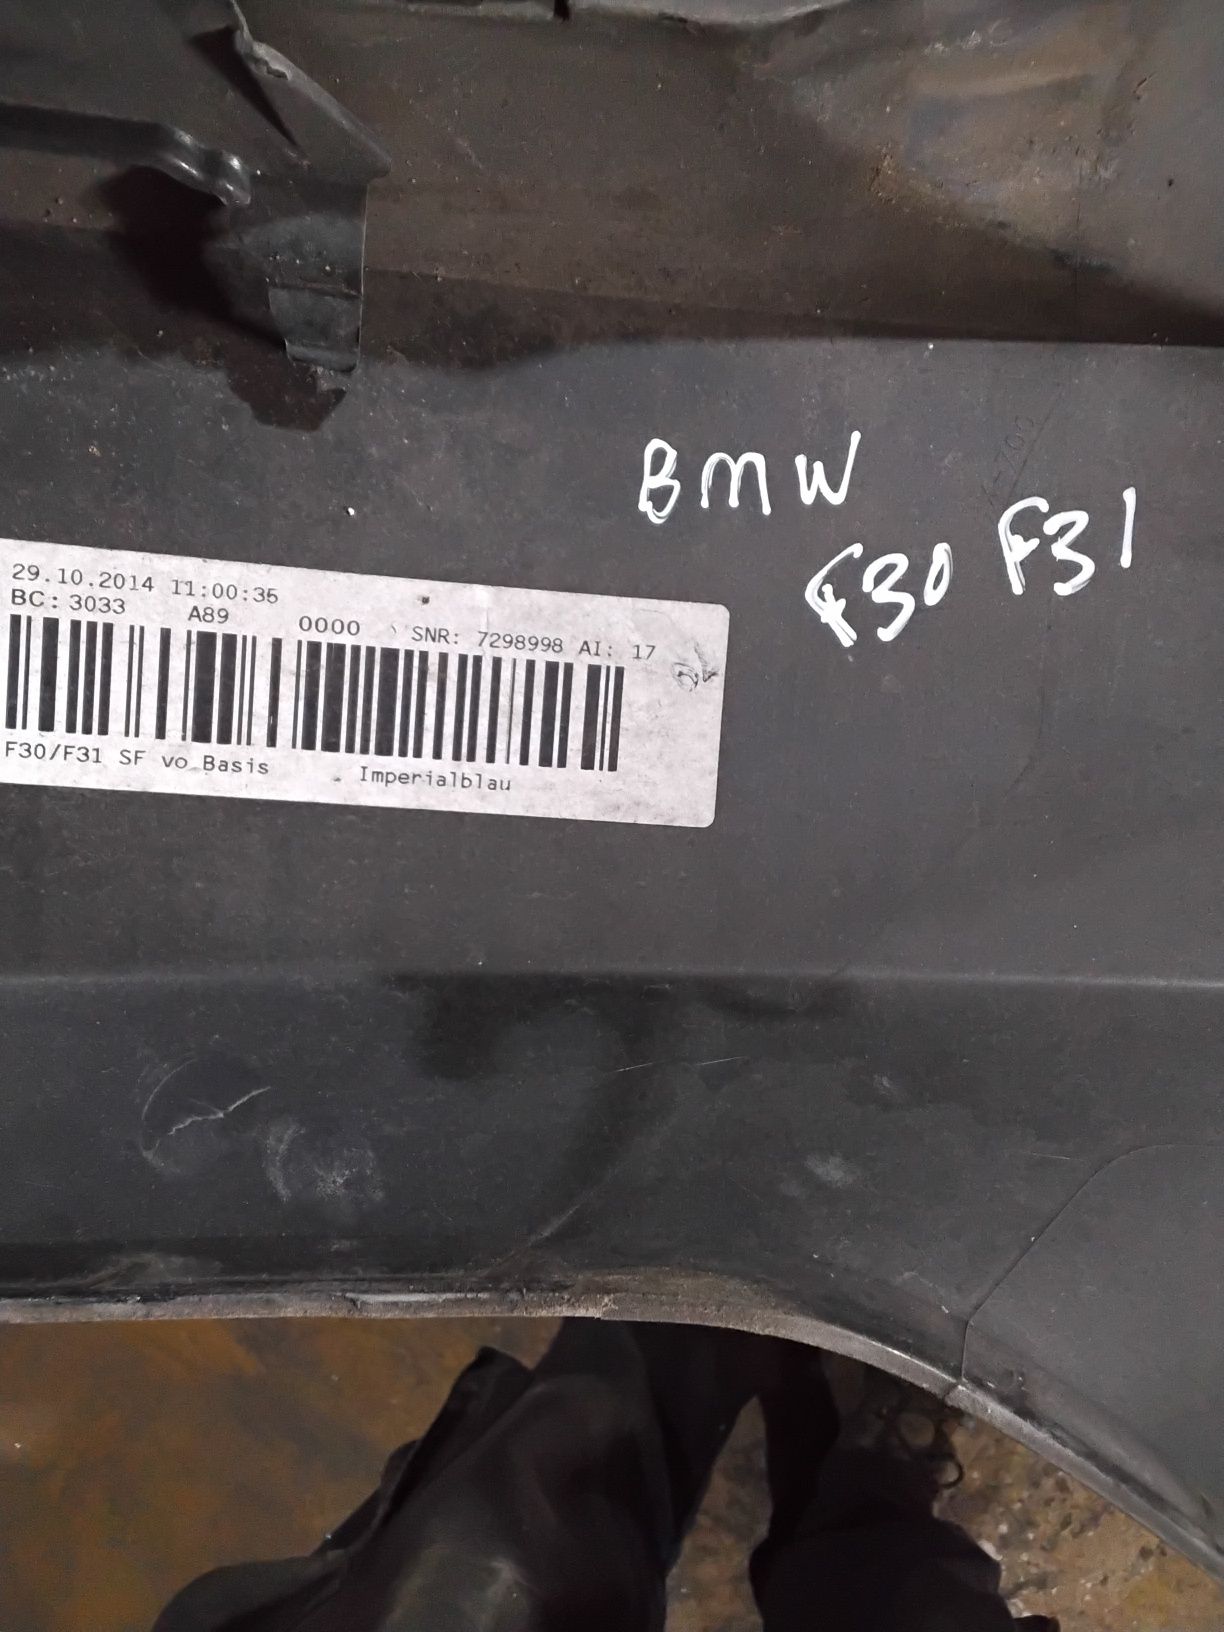 BMW
F30 F31
29.10.2014 11:00:35
BC: 3033 A89 0000 SNR: 7298998 AI: 17
F30/F31 SF vo Basis Imperialblau